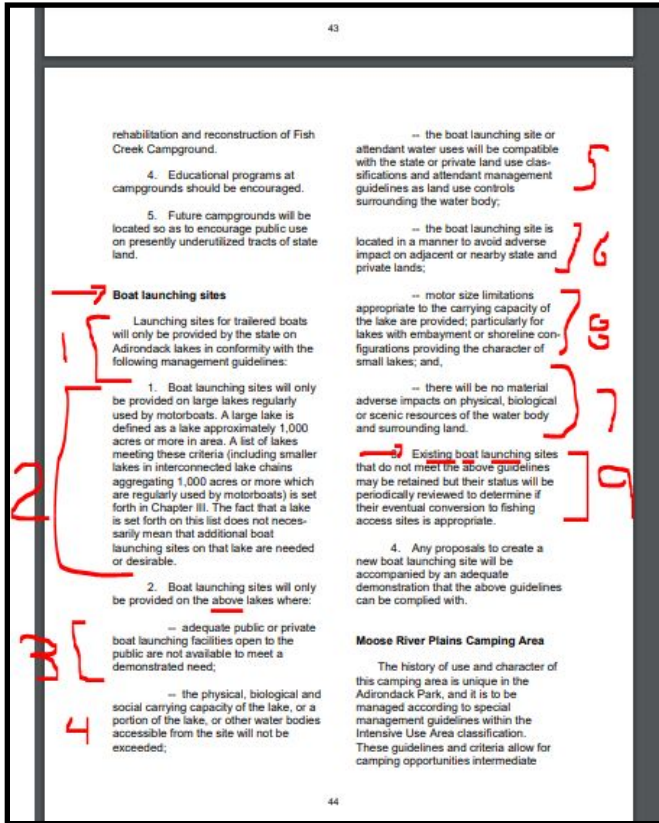 43
rehabilitation and reconstruction of Fish
Creek Campground.
4. Educational programs at
campgrounds should be encouraged.
5. Future campgrounds will be
located so as to encourage public use
on presently underutilized tracts of state
land.
Boat launching sites
1
Launching sites for trailered boats
will only be provided by the state on
Adirondack lakes in conformity with the
following management guidelines:
2
1. Boat launching sites will only
be provided on large lakes regularly
used by motorboats. A large lake is
defined as a lake approximately 1,000
acres or more in area. A list of lakes
meeting these criteria (including smaller
lakes in interconnected lake chains
aggregating 1,000 acres or more which
are regularly used by motorboats) is set
forth in Chapter III. The fact that a lake
is set forth on this list does not neces-
sarily mean that additional boat
launching sites on that lake are needed
or desirable.
2. Boat launching sites will only
be provided on the above lakes where:
3
-- adequate public or private
boat launching facilities open to the
public are not available to meet a
demonstrated need;
4
-- the physical, biological and
social carrying capacity of the lake, or a
portion of the lake, or other water bodies
accessible from the site will not be
exceeded;
-- the boat launching site or
attendant water uses will be compatible
with the state or private land use clas-
sifications and attendant management
guidelines as land use controls
surrounding the water body;
5
-- the boat launching site is
located in a manner to avoid adverse
impact on adjacent or nearby state and
private lands;
6
-- motor size limitations
appropriate to the carrying capacity of
the lake are provided; particularly for
lakes with embayment or shoreline con-
figurations providing the character of
small lakes; and,
8
-- there will be no material
adverse impacts on physical, biological
or scenic resources of the water body
and surrounding land.
7
3. Existing boat launching sites
that do not meet the above guidelines
may be retained but their status will be
periodically reviewed to determine if
their eventual conversion to fishing
access sites is appropriate.
9
4. Any proposals to create a
new boat launching site will be
accompanied by an adequate
demonstration that the above guidelines
can be complied with.
Moose River Plains Camping Area
The history of use and character of
this camping area is unique in the
Adirondack Park, and it is to be
managed according to special
management guidelines within the
Intensive Use Area classification.
These guidelines and criteria allow for
camping opportunities intermediate
44